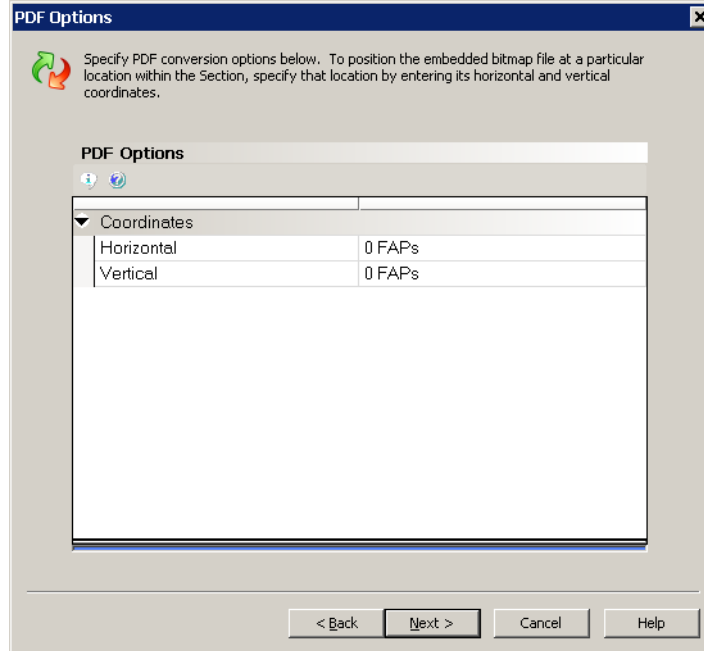 PDF Options
Specify PDF conversion options below. To position the embedded bitmap file at a particular
location within the Section, specify that location by entering its horizontal and vertical
coordinates.
PDF Options
Coordinates
Horizontal 0 FAPs
Vertical 0 FAPs
< Back Next > Cancel Help